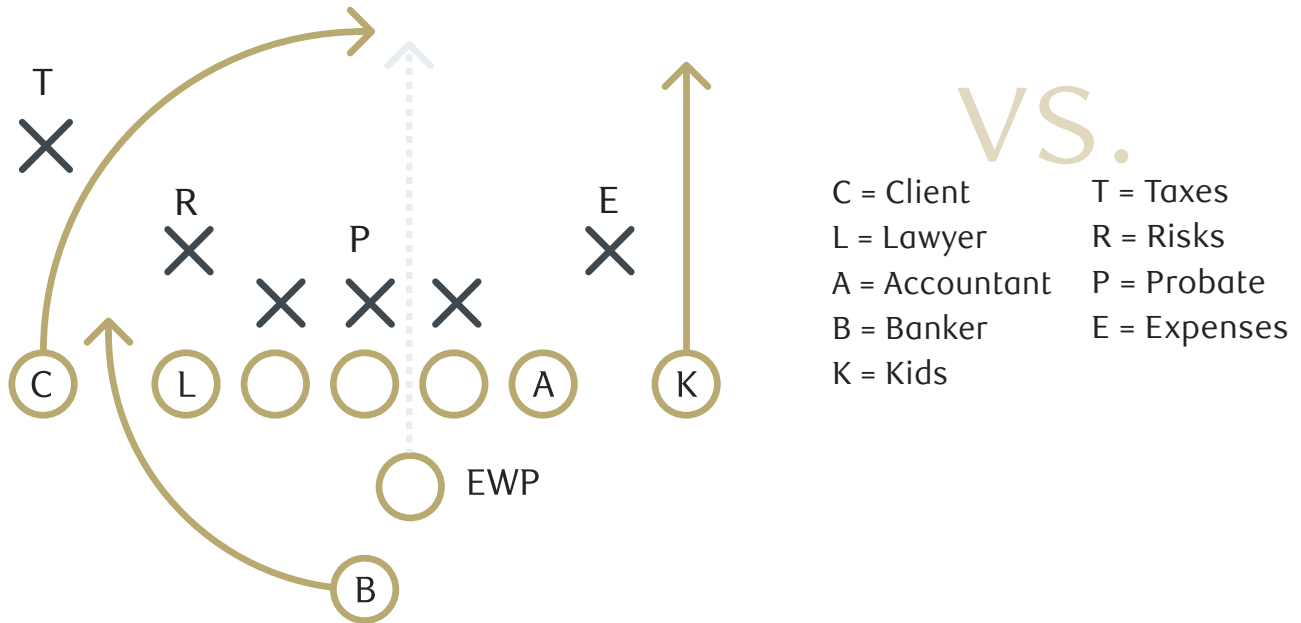 T
R
P
E
C
L
A
K
EWP
B
VS.
C = Client
L = Lawyer
A = Accountant
B = Banker
K = Kids
T = Taxes
R = Risks
P = Probate
E = Expenses